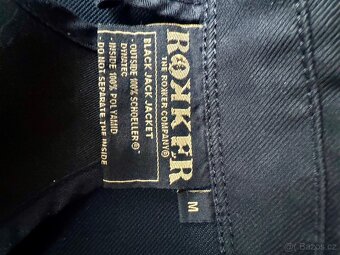 ROKKER
THE ROKKER COMPANY®
BLACK JACK JACKET
- OUTSIDE 100% SCHOELLER®-
DYNATEC
- INSIDE 100% POLYAMID
- DO NOT SEPARATE THE INSIDE
M